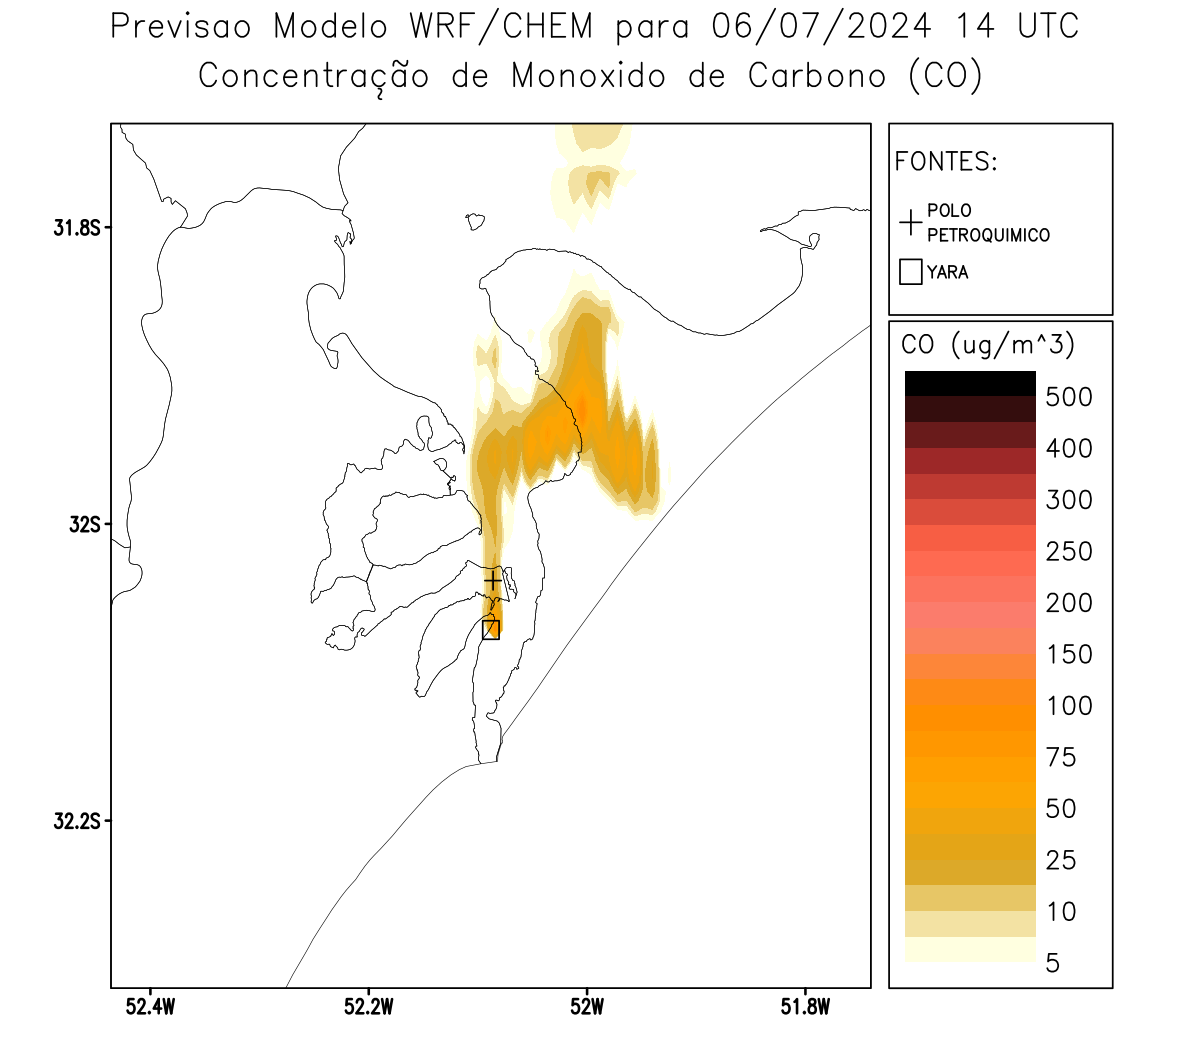 Previsao Modelo WRF/CHEM para 06/07/2024 14 UTC
Concentração de Monoxido de Carbono (CO)
FONTES:
POLO
PETROQUIMICO
YARA
CO (ug/m^3)
500
400
300
250
200
150
100
75
50
25
10
5
31.8S
32S
32.2S
52.4W
52.2W
52W
51.8W